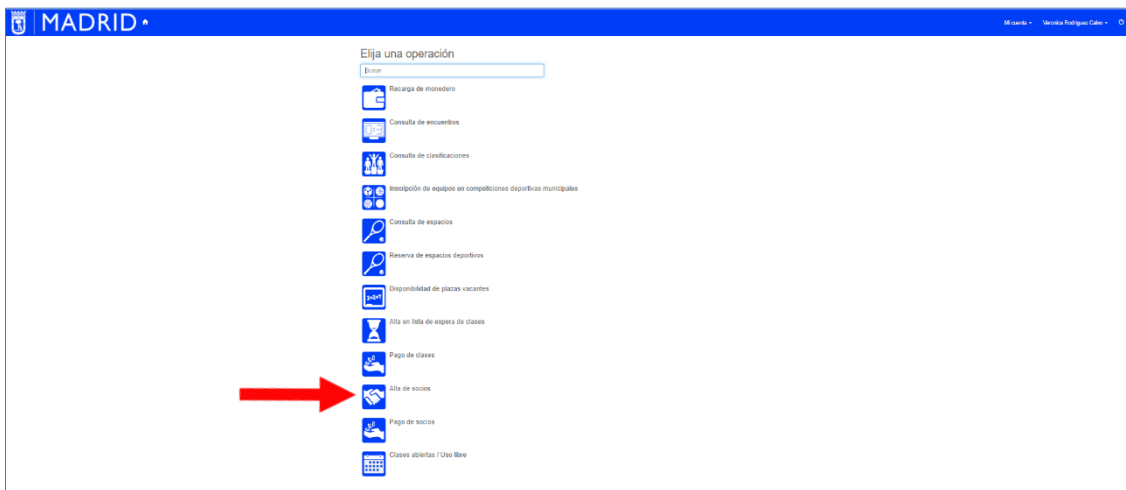 MADRID
Mi cuenta
Veronica Rodriguez Calvo
Elija una operación
Buscar
Recarga de monedero
Consulta de encuentros
Consulta de clasificaciones
Inscripción de equipos en competiciones deportivas municipales
Consulta de espacios
Reserva de espacios deportivos
Disponibilidad de plazas vacantes
Alta en lista de espera de clases
Pago de clases
Alta de socios
Pago de socios
Clases abiertas / Uso libre